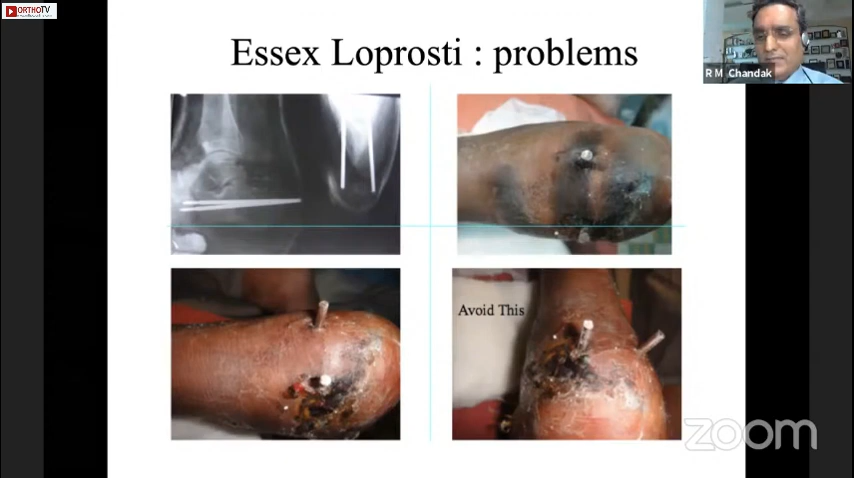 ORTHOTV
Essex Loprosti : problems
R M Chandak
Avoid This
zoom